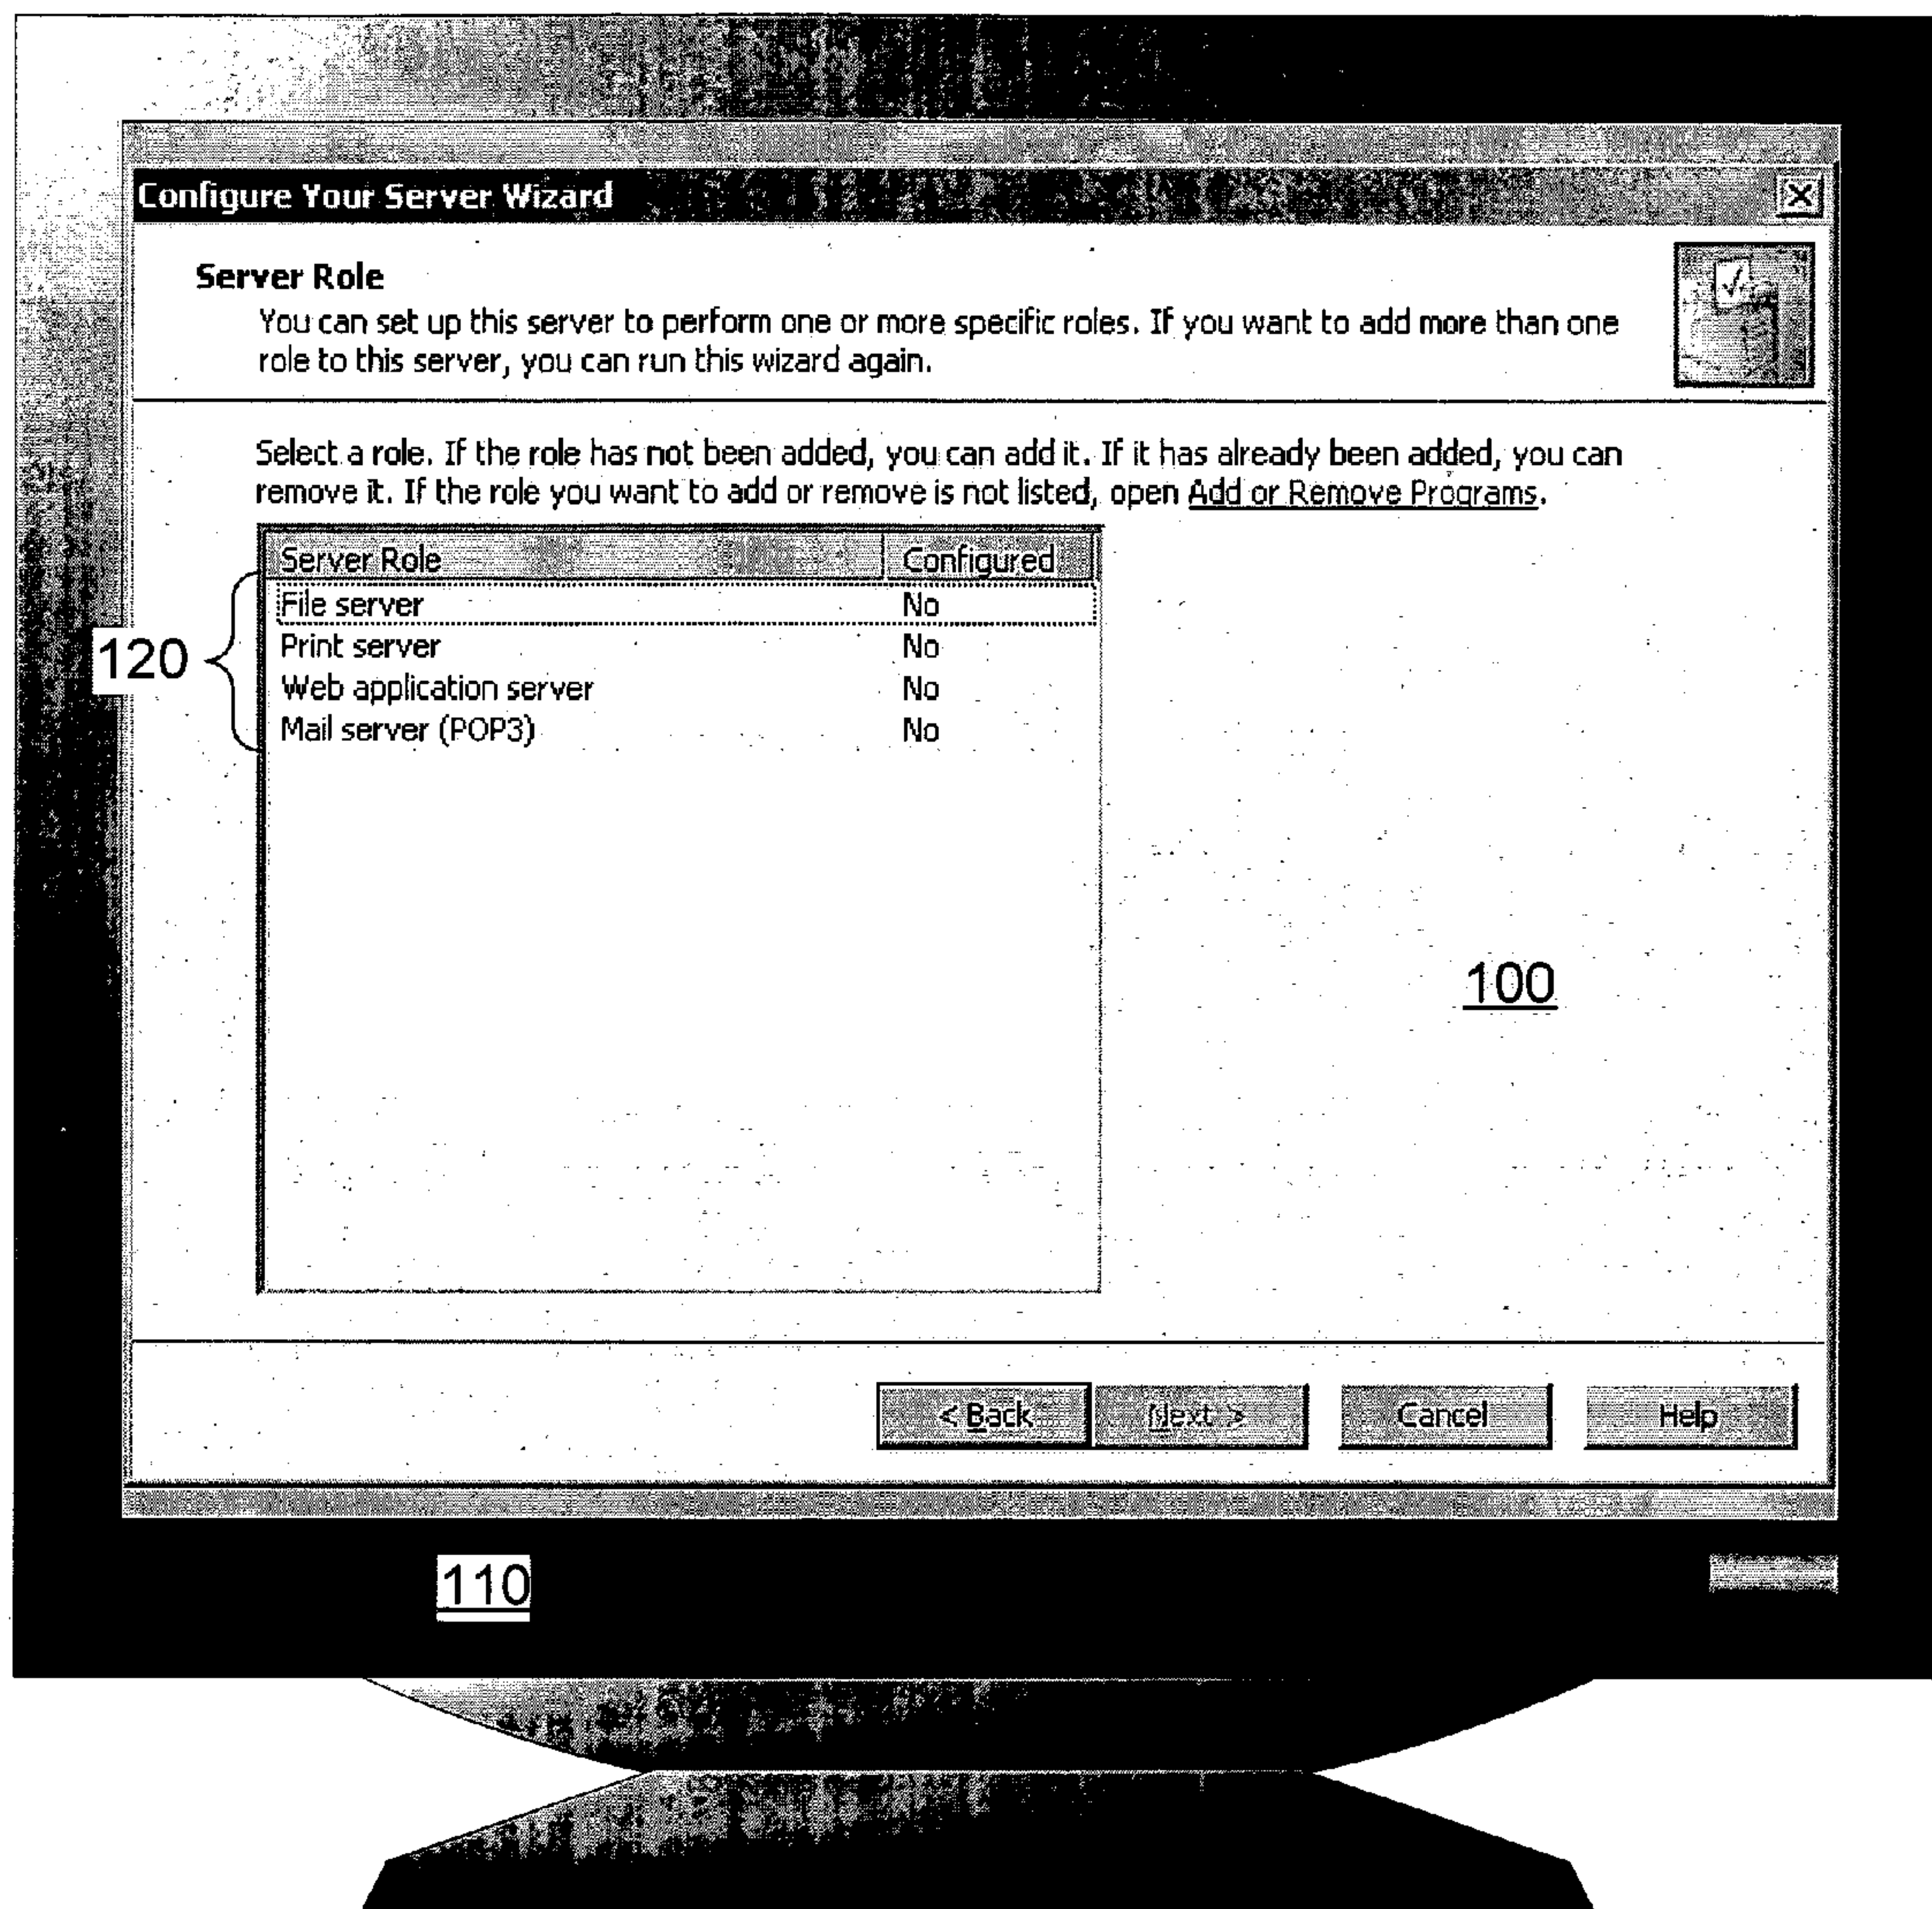 Configure Your Server Wizard
Server Role
You can set up this server to perform one or more specific roles. If you want to add more than one
role to this server, you can run this wizard again.
Select a role. If the role has not been added, you can add it. If it has already been added, you can
remove it. If the role you want to add or remove is not listed, open Add or Remove Programs.
Server Role Configured
File server No
Print server No
120
Web application server No
Mail server (POP3) No
100
< Back Next > Cancel Help
110